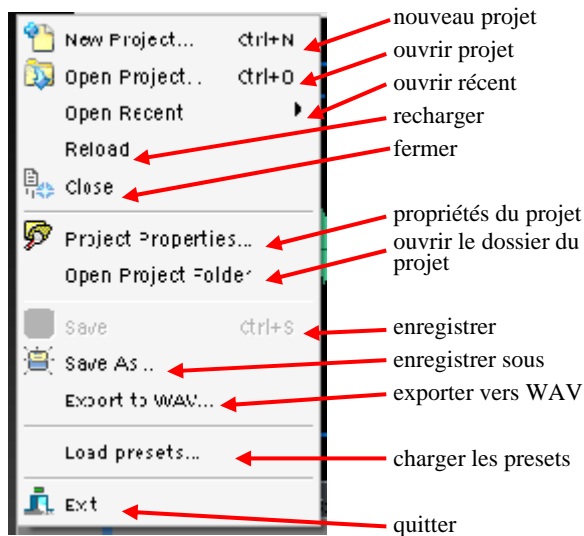 New Project... Ctrl+N nouveau projet
Open Project... Ctrl+O ouvrir projet
Open Recent ouvrir récent
Reload recharger
Close fermer
Project Properties... propriétés du projet
Open Project Folder ouvrir le dossier du
projet
Save Ctrl+S enregistrer
Save As... enregistrer sous
Export to WAV... exporter vers WAV
Load presets... charger les presets
Exit quitter